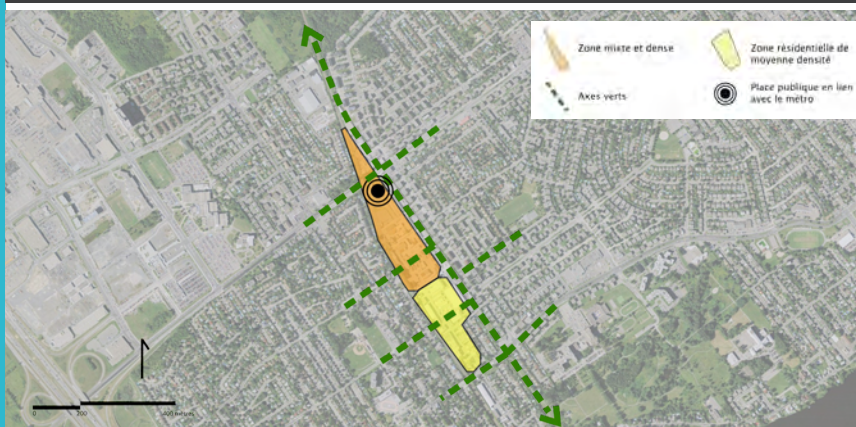 Zone mixte et dense
Zone résidentielle de
moyenne densité
Axes verts
Place publique en lien
avec le métro
0 200 400 mètres